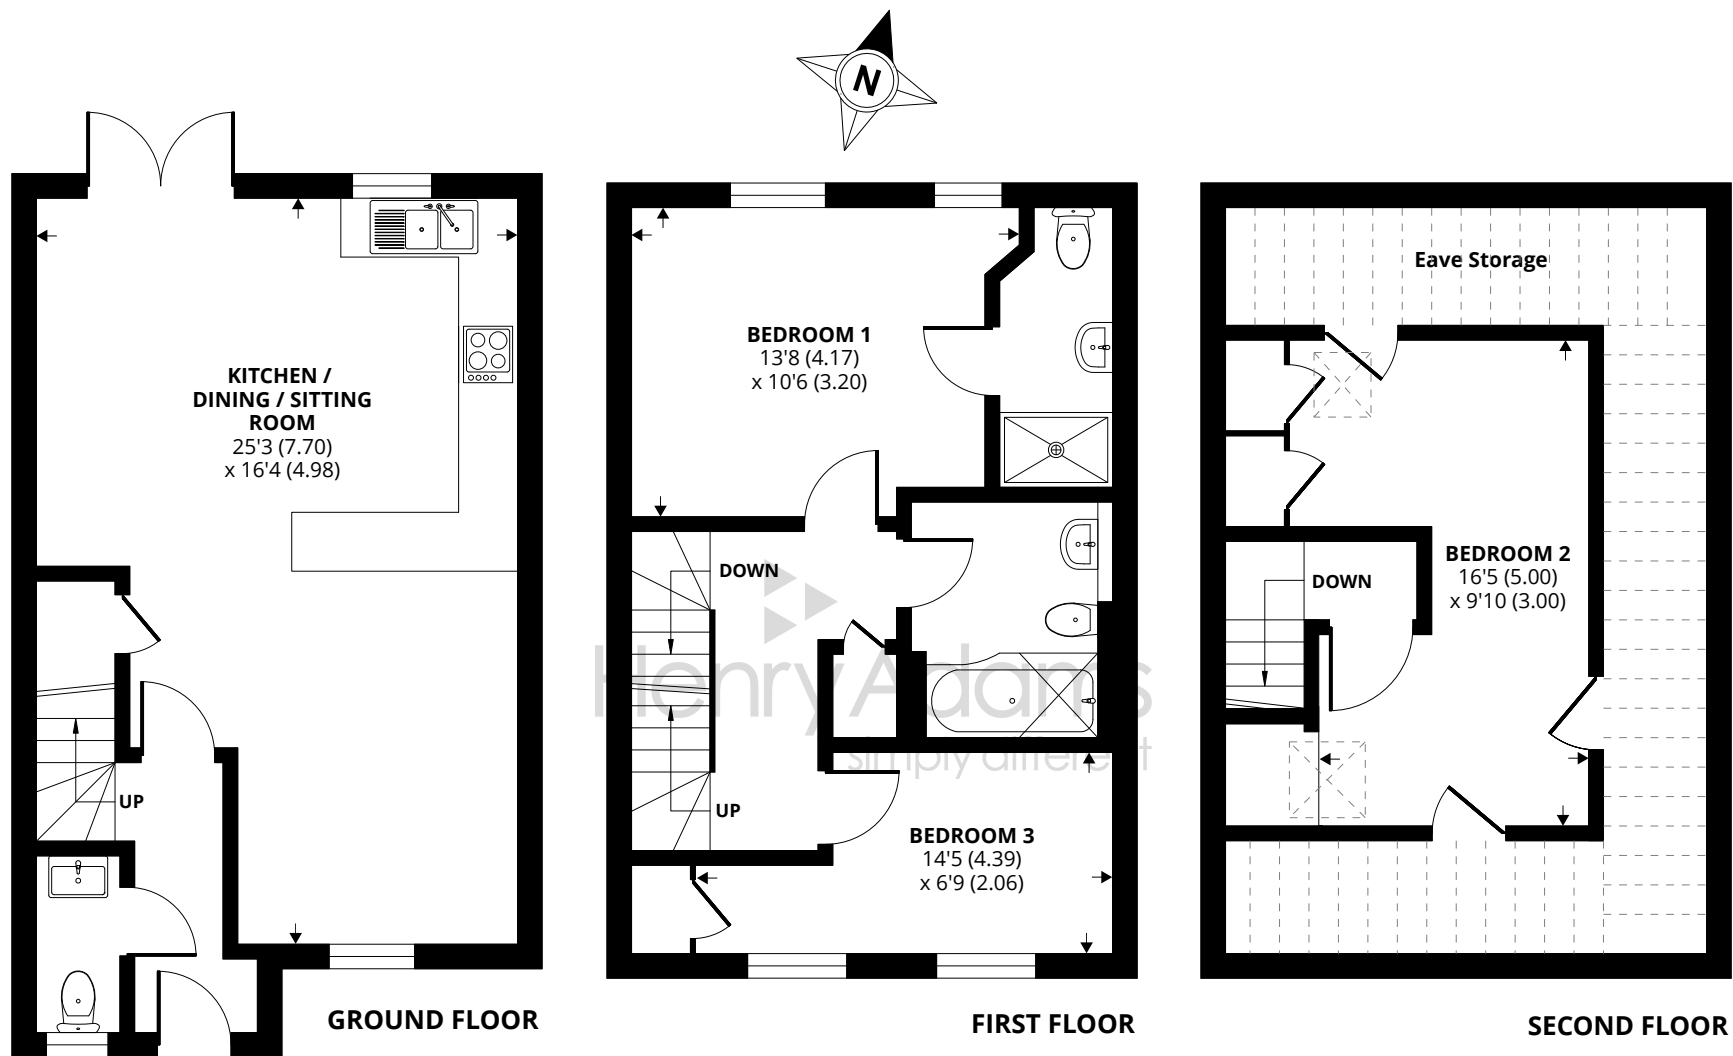 N
KITCHEN /
DINING / SITTING
ROOM
25'3 (7.70)
x 16'4 (4.98)
UP
GROUND FLOOR
BEDROOM 1
13'8 (4.17)
x 10'6 (3.20)
DOWN
UP
BEDROOM 3
14'5 (4.39)
x 6'9 (2.06)
FIRST FLOOR
Henry Adams
simply different
Eave Storage
BEDROOM 2
16'5 (5.00)
x 9'10 (3.00)
DOWN
SECOND FLOOR